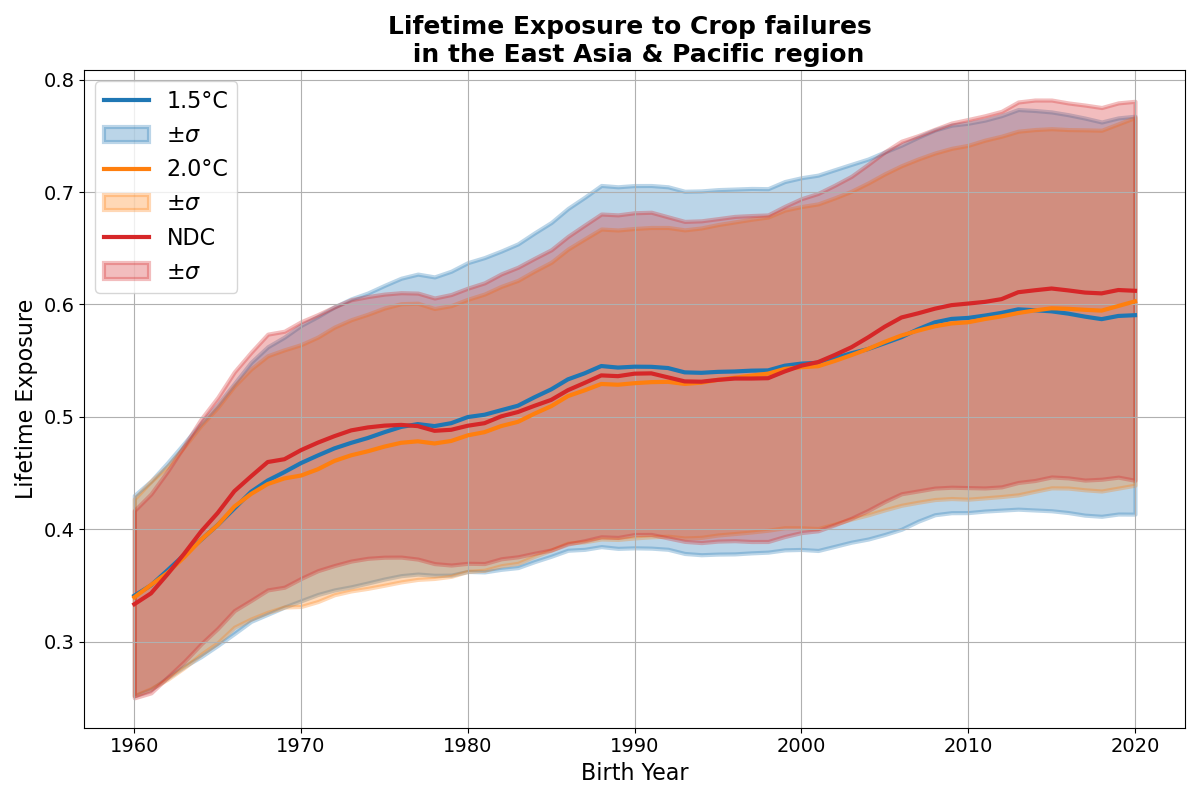 Lifetime Exposure to Crop failures
in the East Asia & Pacific region
Lifetime Exposure
0.8
0.7
0.6
0.5
0.4
0.3
1.5°C
±σ
2.0°C
±σ
NDC
±σ
1960 1970 1980 1990 2000 2010 2020
Birth Year